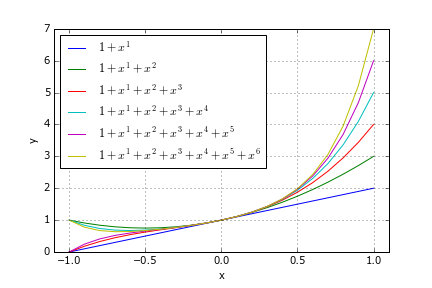 7
6
5
4
3
2
1
0
y
1 + x^1
1 + x^1 + x^2
1 + x^1 + x^2 + x^3
1 + x^1 + x^2 + x^3 + x^4
1 + x^1 + x^2 + x^3 + x^4 + x^5
1 + x^1 + x^2 + x^3 + x^4 + x^5 + x^6
−1.0 −0.5 0.0 0.5 1.0
x